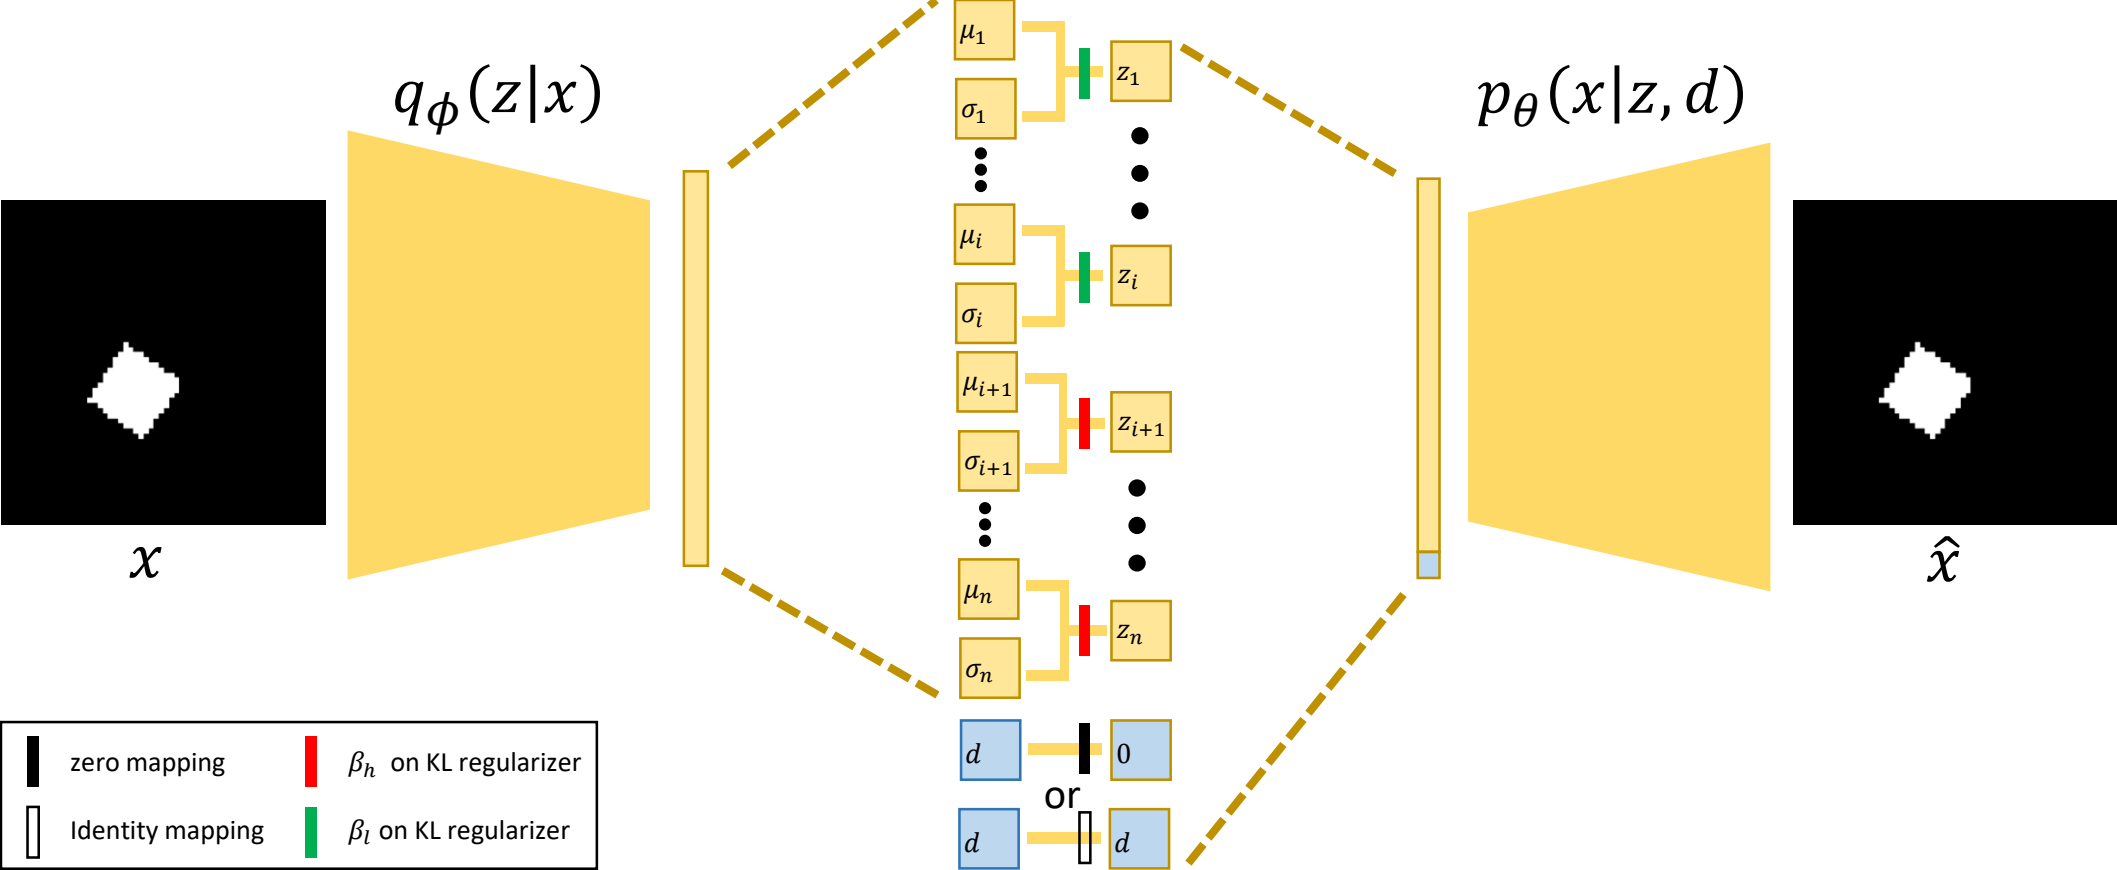 qϕ(z|x)
x
μ1
σ1
z1
μi
σi
zi
μi+1
σi+1
zi+1
μn
σn
zn
d
0
or
d
d
pθ(x|z, d)
x̂
zero mapping
βh on KL regularizer
Identity mapping
βl on KL regularizer